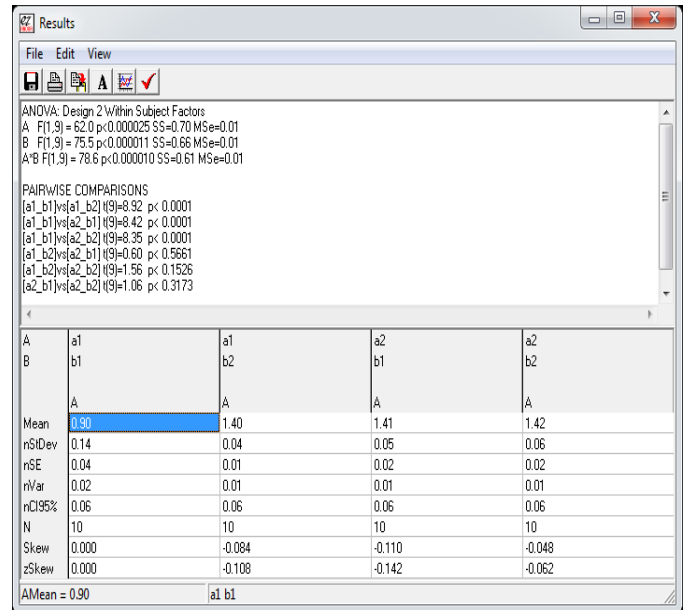 ez Results
X
File Edit View
A
ANOVA: Design 2 Within Subject Factors
A F(1,9) = 62.0 p<0.000025 SS=0.70 MSe=0.01
B F(1,9) = 75.5 p<0.000011 SS=0.66 MSe=0.01
A*B F(1,9) = 78.6 p<0.000010 SS=0.61 MSe=0.01
PAIRWISE COMPARISONS
[a1_b1]vs[a1_b2] t(9)=8.92 p< 0.0001
[a1_b1]vs[a2_b1] t(9)=8.42 p< 0.0001
[a1_b1]vs[a2_b2] t(9)=8.35 p< 0.0001
[a1_b2]vs[a2_b1] t(9)=0.60 p< 0.5661
[a1_b2]vs[a2_b2] t(9)=1.56 p< 0.1526
[a2_b1]vs[a2_b2] t(9)=1.06 p< 0.3173
A a1 a1 a2 a2
B b1 b2 b1 b2
A A A A
Mean 0.90 1.40 1.41 1.42
nStDev 0.14 0.04 0.05 0.06
nSE 0.04 0.01 0.02 0.02
nVar 0.02 0.01 0.01 0.01
nCI95% 0.06 0.06 0.06 0.06
N 10 10 10 10
Skew 0.000 -0.084 -0.110 -0.048
zSkew 0.000 -0.108 -0.142 -0.062
AMean = 0.90 a1 b1